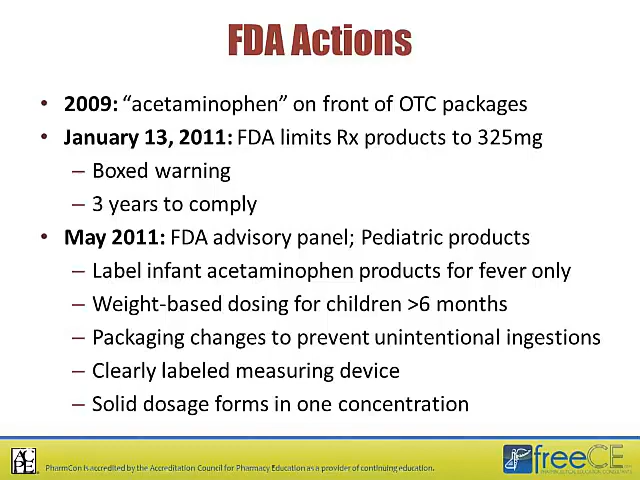 FDA Actions
• 2009: “acetaminophen” on front of OTC packages
• January 13, 2011: FDA limits Rx products to 325mg
– Boxed warning
– 3 years to comply
• May 2011: FDA advisory panel; Pediatric products
– Label infant acetaminophen products for fever only
– Weight-based dosing for children >6 months
– Packaging changes to prevent unintentional ingestions
– Clearly labeled measuring device
– Solid dosage forms in one concentration
ACPE
PharmCon is accredited by the Accreditation Council for Pharmacy Education as a provider of continuing education.
freeCE